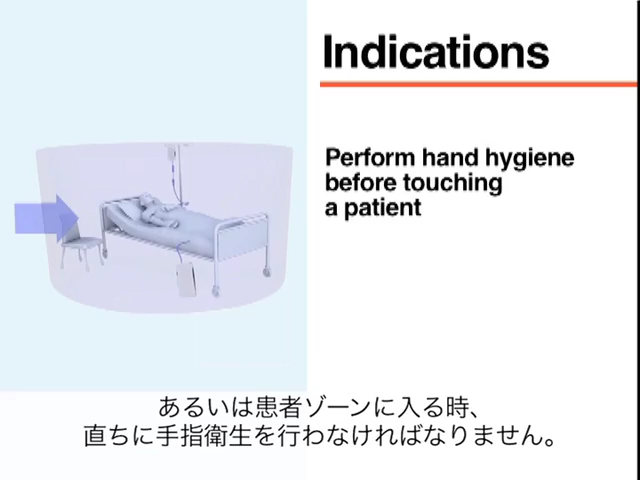 Indications
Perform hand hygiene
before touching
a patient
あるいは患者ゾーンに入る時、
直ちに手指衛生を行わなければなりません。